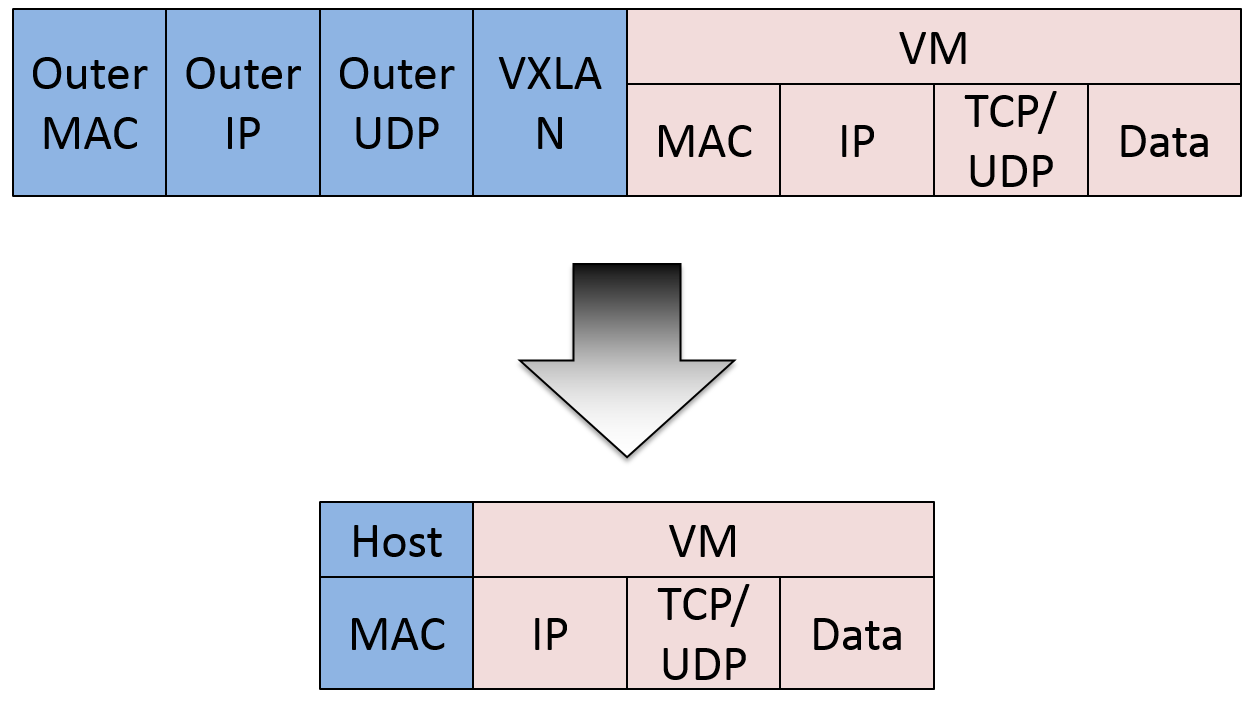 Outer
MAC
Outer
IP
Outer
UDP
VXLA
N
VM
MAC
IP
TCP/
UDP
Data
Host
VM
MAC
IP
TCP/
UDP
Data